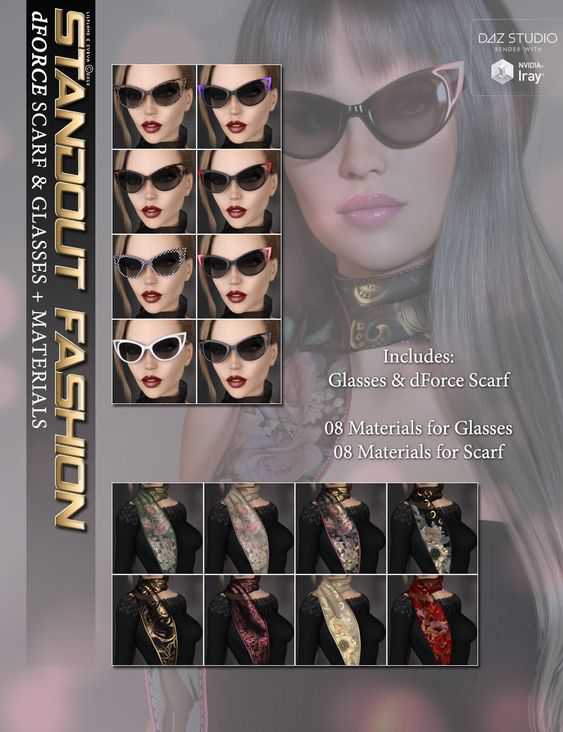 STANDOUT FASHION
dFORCE SCARF & GLASSES + MATERIALS
DAZ STUDIO
RENDER WITH
NVIDIA®
Iray®
Includes:
Glasses & dForce Scarf
08 Materials for Glasses
08 Materials for Scarf